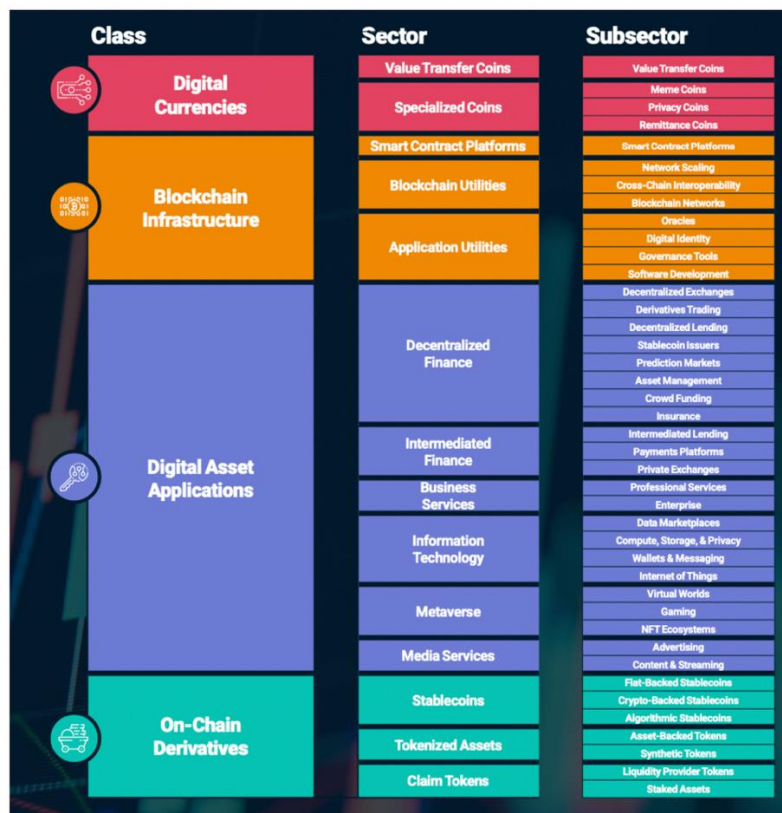 Class Sector Subsector
Digital
Currencies
Value Transfer Coins
Value Transfer Coins
Specialized Coins
Meme Coins
Privacy Coins
Remittance Coins
Blockchain
Infrastructure
Smart Contract Platforms
Smart Contract Platforms
Blockchain Utilities
Network Scaling
Cross-Chain Interoperability
Blockchain Networks
Application Utilities
Oracles
Digital Identity
Governance Tools
Software Development
Digital Asset
Applications
Decentralized
Finance
Decentralized Exchanges
Derivatives Trading
Decentralized Lending
Stablecoin Issuers
Prediction Markets
Asset Management
Crowd Funding
Insurance
Intermediated
Finance
Intermediated Lending
Payments Platforms
Private Exchanges
Business
Services
Professional Services
Enterprise
Information
Technology
Data Marketplaces
Compute, Storage, & Privacy
Wallets & Messaging
Internet of Things
Metaverse
Virtual Worlds
Gaming
NFT Ecosystems
Media Services
Advertising
Content & Streaming
On-Chain
Derivatives
Stablecoins
Fiat-Backed Stablecoins
Crypto-Backed Stablecoins
Algorithmic Stablecoins
Tokenized Assets
Asset-Backed Tokens
Synthetic Tokens
Claim Tokens
Liquidity Provider Tokens
Staked Assets